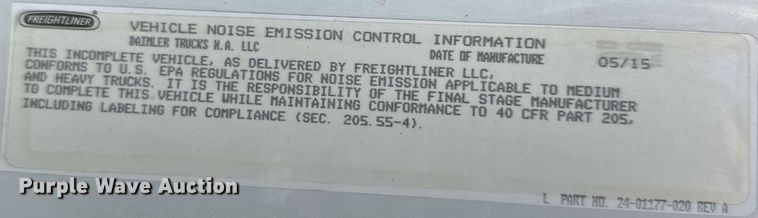 FREIGHTLINER
VEHICLE NOISE EMISSION CONTROL INFORMATION
DAIMLER TRUCKS N.A. LLC DATE OF MANUFACTURE 05/15
THIS INCOMPLETE VEHICLE, AS DELIVERED BY FREIGHTLINER LLC,
CONFORMS TO U.S. EPA REGULATIONS FOR NOISE EMISSION APPLICABLE TO MEDIUM
AND HEAVY TRUCKS. IT IS THE RESPONSIBILITY OF THE FINAL STAGE MANUFACTURER
TO COMPLETE THIS VEHICLE WHILE MAINTAINING CONFORMANCE TO 40 CFR PART 205,
INCLUDING LABELING FOR COMPLIANCE (SEC. 205.55-4).
Purple Wave Auction
L PART NO. 24-01177-020 REV A